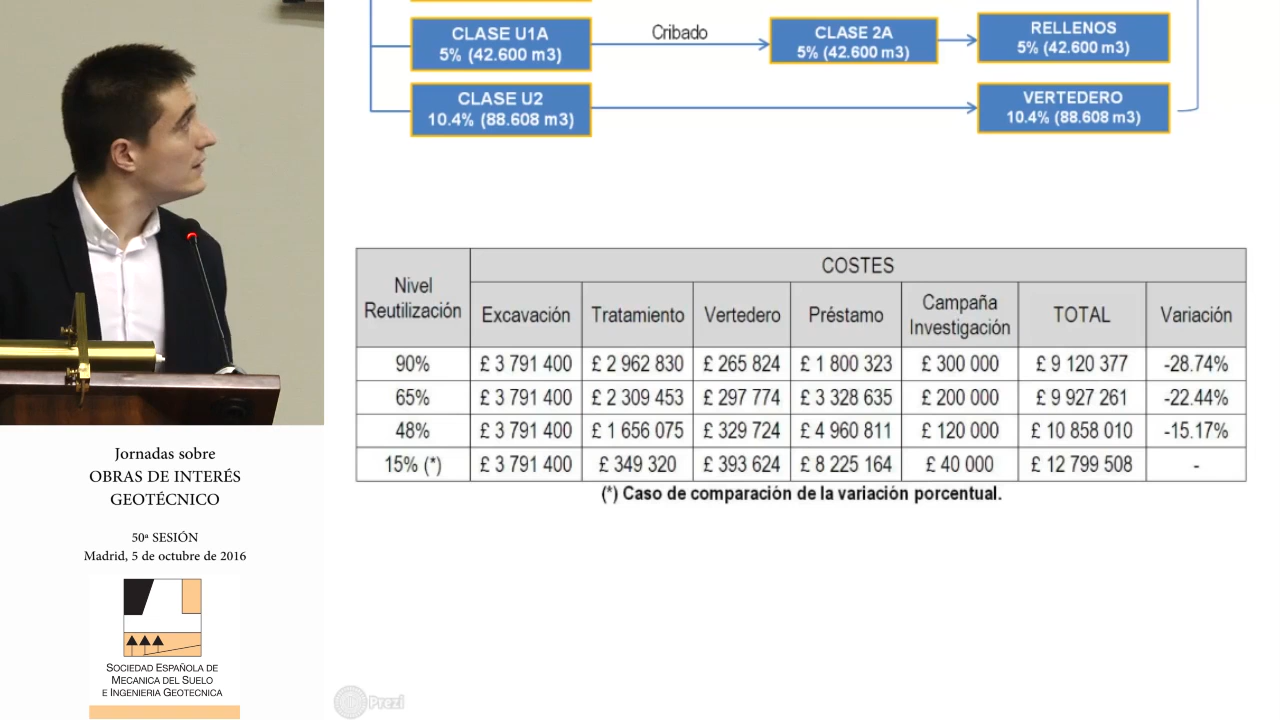 CLASE U1A
5% (42.600 m3)
Cribado
CLASE 2A
5% (42.600 m3)
RELLENOS
5% (42.600 m3)
CLASE U2
10.4% (88.608 m3)
VERTEDERO
10.4% (88.608 m3)
Nivel Reutilización
COSTES
Excavación Tratamiento Vertedero Préstamo Campaña Investigación TOTAL Variación
90% £ 3 791 400 £ 2 962 830 £ 265 824 £ 1 800 323 £ 300 000 £ 9 120 377 -28.74%
65% £ 3 791 400 £ 2 309 453 £ 297 774 £ 3 328 635 £ 200 000 £ 9 927 261 -22.44%
48% £ 3 791 400 £ 1 656 075 £ 329 724 £ 4 960 811 £ 120 000 £ 10 858 010 -15.17%
15% (*) £ 3 791 400 £ 349 320 £ 393 624 £ 8 225 164 £ 40 000 £ 12 799 508 -
(*) Caso de comparación de la variación porcentual.
Jornadas sobre
OBRAS DE INTERÉS
GEOTÉCNICO
50ª SESIÓN
Madrid, 5 de octubre de 2016
SOCIEDAD ESPAÑOLA DE
MECANICA DEL SUELO
E INGENIERIA GEOTECNICA
Prezi